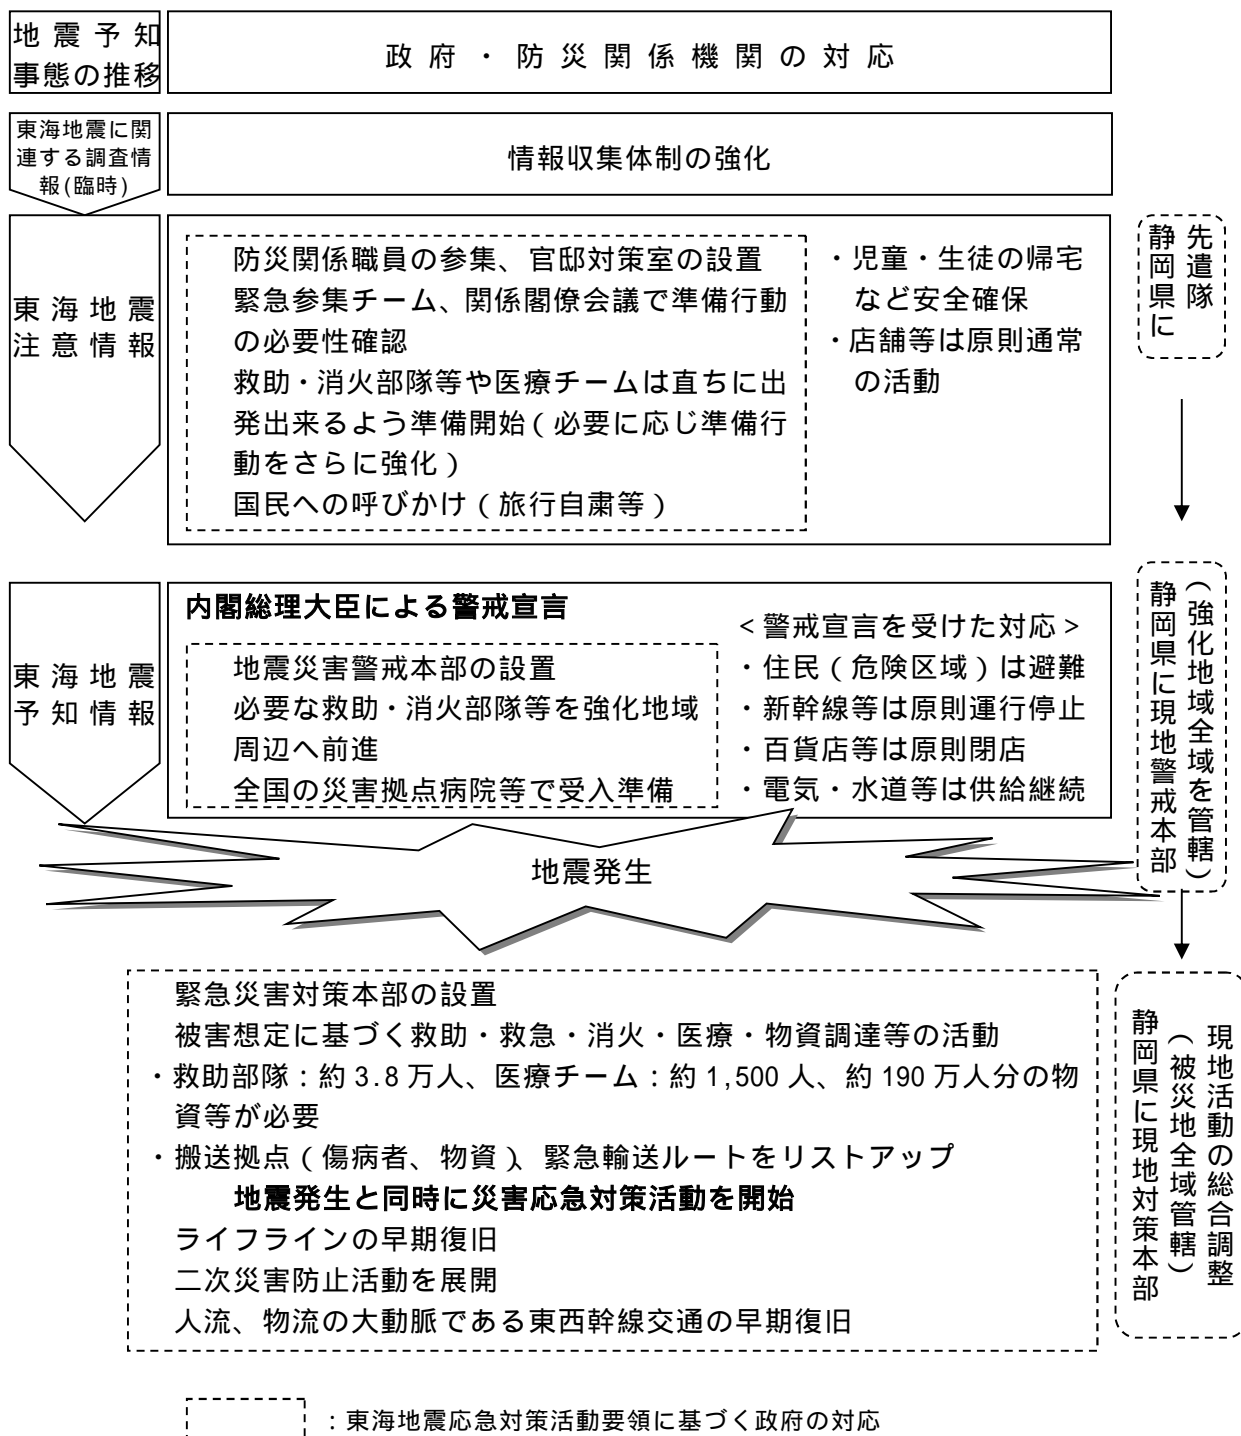 地震予知
事態の推移
政府・防災関係機関の対応
東海地震に関
連する調査情
報(臨時)
情報収集体制の強化
東海地震
注意情報
防災関係職員の参集、官邸対策室の設置
緊急参集チーム、関係閣僚会議で準備行動
の必要性確認
救助・消火部隊等や医療チームは直ちに出
発出来るよう準備開始(必要に応じ準備行
動をさらに強化)
国民への呼びかけ(旅行自粛等)
・児童・生徒の帰宅
など安全確保
・店舗等は原則通常
の活動
静岡県に
先遣隊
東海地震
予知情報
内閣総理大臣による警戒宣言
地震災害警戒本部の設置
必要な救助・消火部隊等を強化地域
周辺へ前進
全国の災害拠点病院等で受入準備
<警戒宣言を受けた対応>
・住民(危険区域)は避難
・新幹線等は原則運行停止
・百貨店等は原則閉店
・電気・水道等は供給継続
静岡県に現地警戒本部
(強化地域全域を管轄)
地震発生
緊急災害対策本部の設置
被害想定に基づく救助・救急・消火・医療・物資調達等の活動
・救助部隊:約3.8万人、医療チーム:約1,500人、約190万人分の物
資等が必要
・搬送拠点(傷病者、物資)、緊急輸送ルートをリストアップ
地震発生と同時に災害応急対策活動を開始
ライフラインの早期復旧
二次災害防止活動を展開
人流、物流の大動脈である東西幹線交通の早期復旧
静岡県に現地対策本部
(被災地全域管轄)
現地活動の総合調整
:東海地震応急対策活動要領に基づく政府の対応